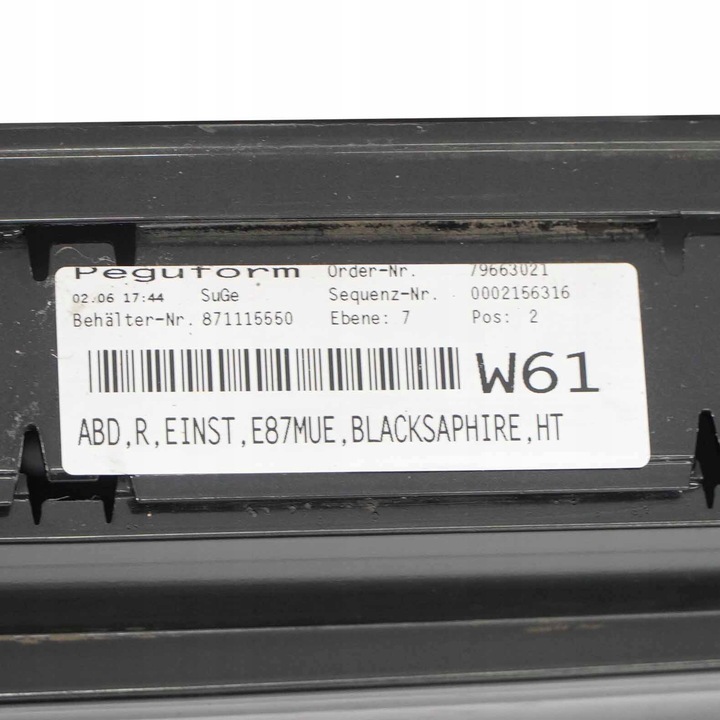 Peguform Order-Nr. 79663021
02.06 17:44 SuGe Sequenz-Nr. 0002156316
Behälter-Nr. 871115550 Ebene: 7 Pos: 2
W61
ABD,R,EINST,E87MUE,BLACKSAPHIRE,HT